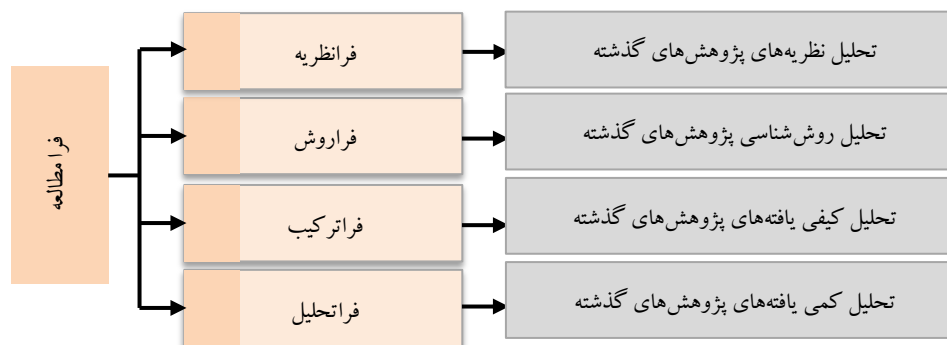 فرا مطالعه
فرانظریه
تحلیل نظریه‌های پژوهش‌های گذشته
فراروش
تحلیل روش‌شناسی پژوهش‌های گذشته
فراترکیب
تحلیل کیفی یافته‌های پژوهش‌های گذشته
فراتحلیل
تحلیل کمی یافته‌های پژوهش‌های گذشته